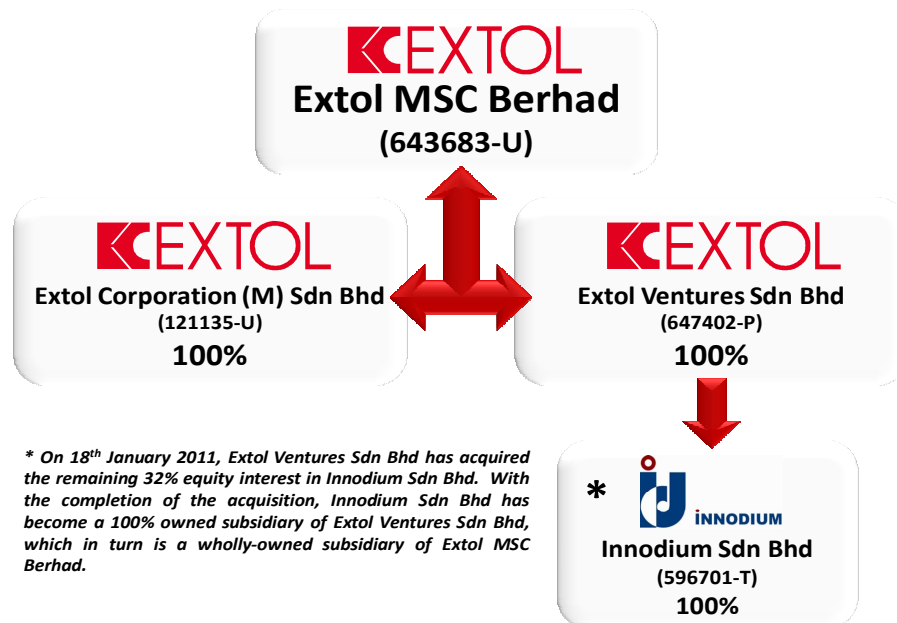 EXTOL
Extol MSC Berhad
(643683-U)
EXTOL
Extol Corporation (M) Sdn Bhd
(121135-U)
100%
EXTOL
Extol Ventures Sdn Bhd
(647402-P)
100%
* On 18th January 2011, Extol Ventures Sdn Bhd has acquired
the remaining 32% equity interest in Innodium Sdn Bhd. With
the completion of the acquisition, Innodium Sdn Bhd has
become a 100% owned subsidiary of Extol Ventures Sdn Bhd,
which in turn is a wholly-owned subsidiary of Extol MSC
Berhad.
*
iNNODIUM
Innodium Sdn Bhd
(596701-T)
100%